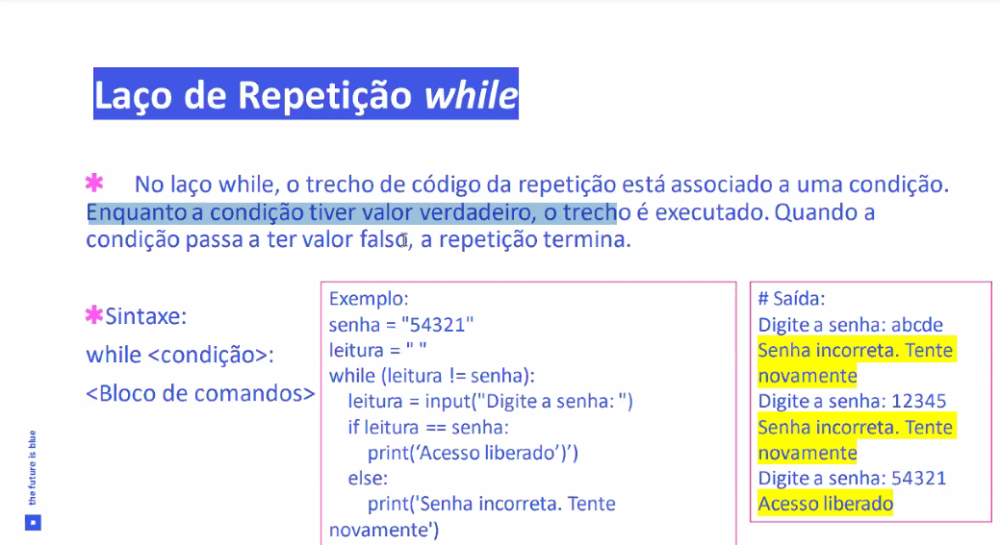 Laço de Repetição while
✱ No laço while, o trecho de código da repetição está associado a uma condição.
Enquanto a condição tiver valor verdadeiro, o trecho é executado. Quando a
condição passa a ter valor falso, a repetição termina.
✱Sintaxe:
while <condição>:
<Bloco de comandos>
Exemplo:
senha = "54321"
leitura = " "
while (leitura != senha):
leitura = input("Digite a senha: ")
if leitura == senha:
print(‘Acesso liberado’)’)
else:
print('Senha incorreta. Tente
novamente')
# Saída:
Digite a senha: abcde
Senha incorreta. Tente
novamente
Digite a senha: 12345
Senha incorreta. Tente
novamente
Digite a senha: 54321
Acesso liberado
the future is blue